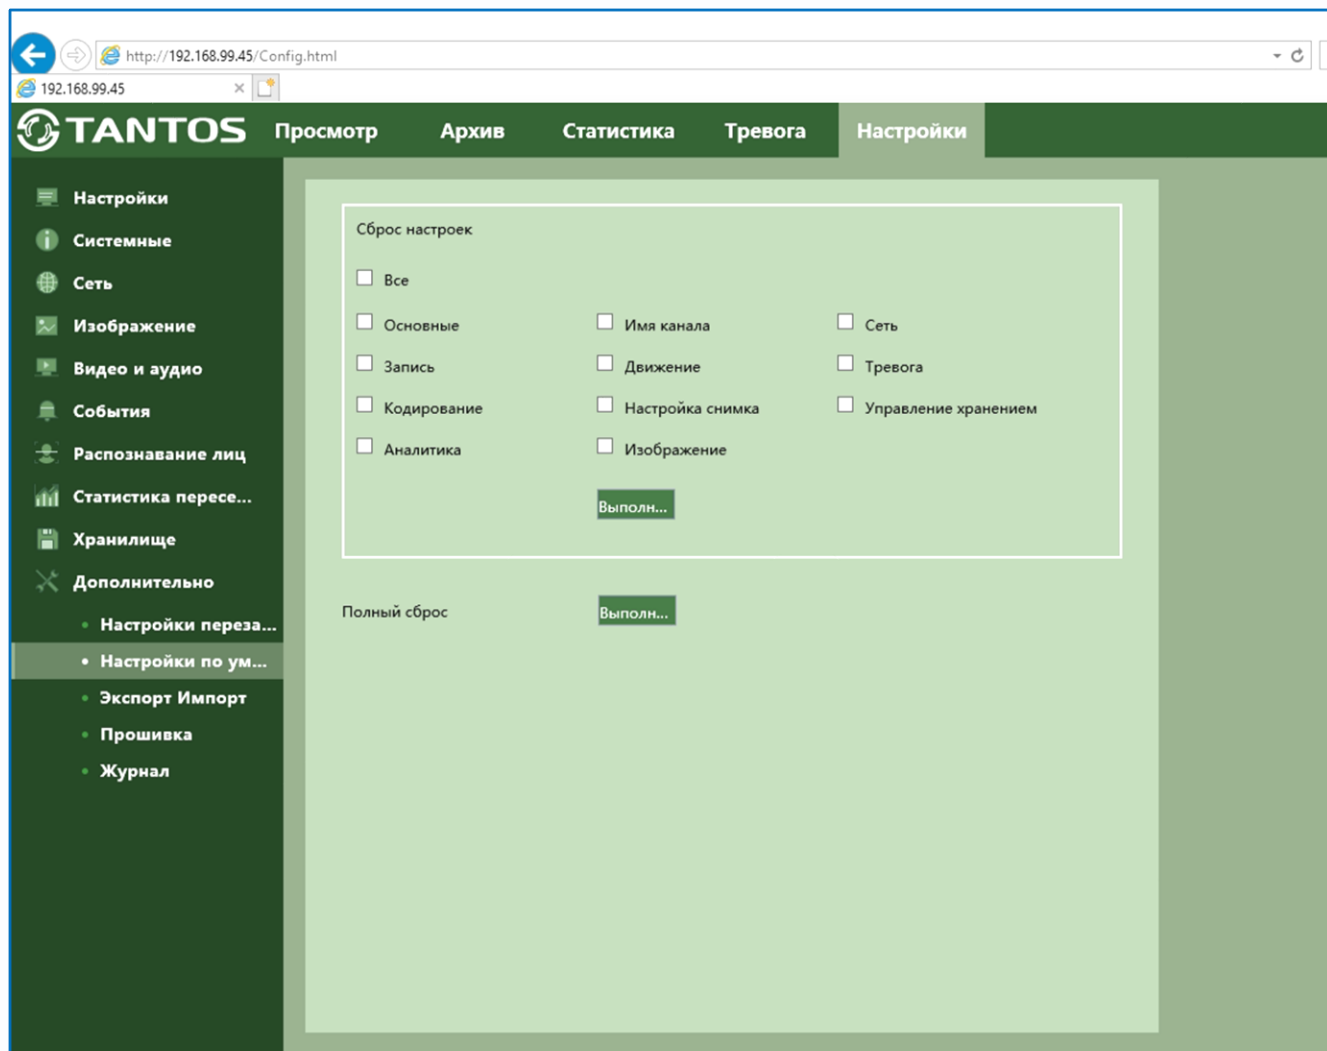 http://192.168.99.45/Config.html
192.168.99.45
TANTOS Просмотр Архив Статистика Тревога Настройки
Настройки
Системные
Сеть
Изображение
Видео и аудио
События
Распознавание лиц
Статистика пересе...
Хранилище
Дополнительно
Настройки переза...
Настройки по ум...
Экспорт Импорт
Прошивка
Журнал
Сброс настроек
Все
Основные Имя канала Сеть
Запись Движение Тревога
Кодирование Настройка снимка Управление хранением
Аналитика Изображение
Выполн...
Полный сброс Выполн...